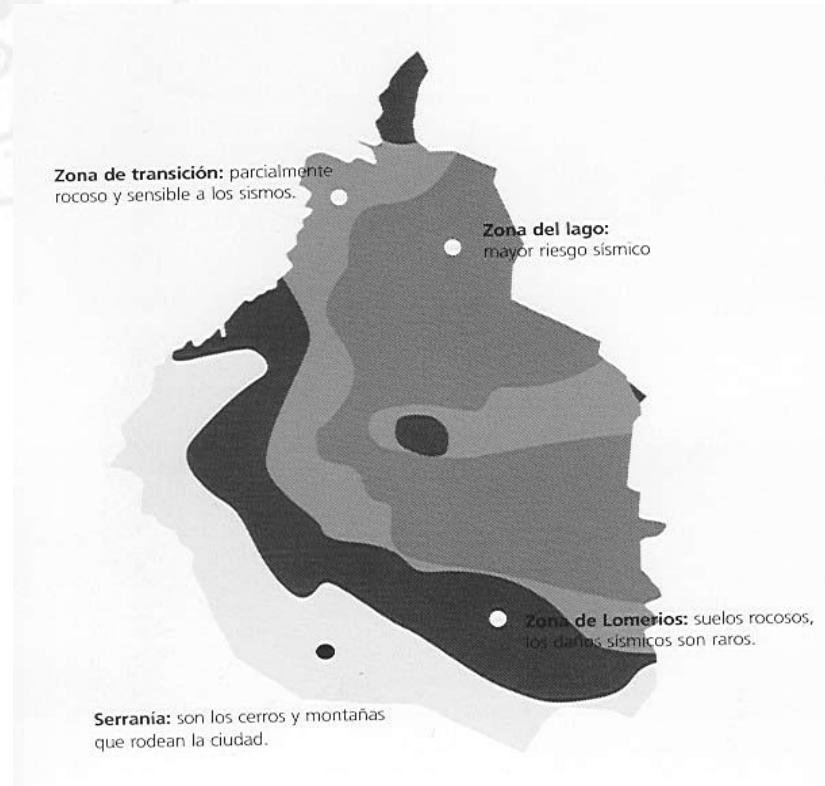 Zona de transición: parcialmente
rocoso y sensible a los sismos.
Zona del lago:
mayor riesgo sísmico
Zona de Lomerios: suelos rocosos,
los daños sísmicos son raros.
Serranía: son los cerros y montañas
que rodean la ciudad.